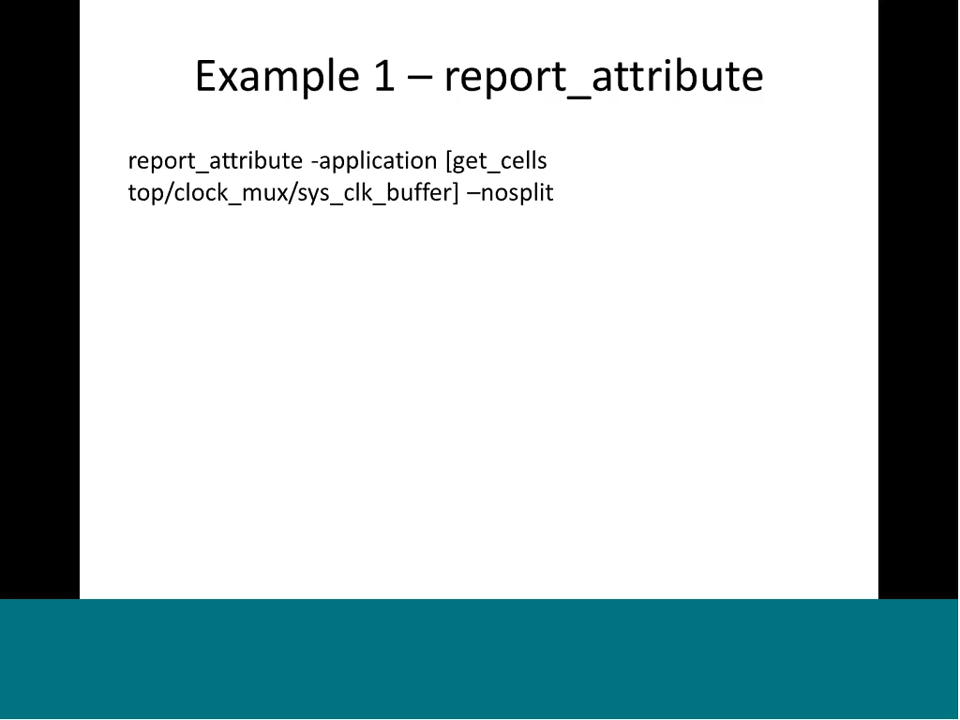 Example 1 – report_attribute
report_attribute -application [get_cells
top/clock_mux/sys_clk_buffer] –nosplit